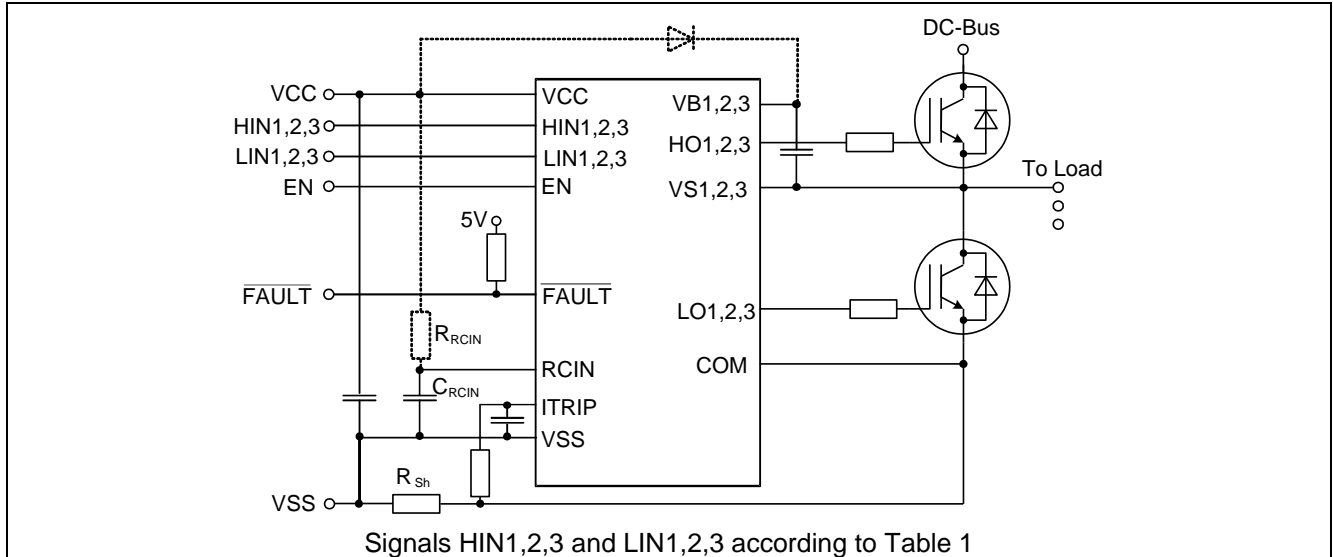 DC-Bus
VCC
VCC
VB1,2,3
HIN1,2,3
HIN1,2,3
HO1,2,3
LIN1,2,3
LIN1,2,3
To Load
EN
EN
VS1,2,3
5V
FAULT
FAULT
LO1,2,3
RRCIN
RCIN
COM
CRCIN
ITRIP
VSS
RSh
VSS
Signals HIN1,2,3 and LIN1,2,3 according to Table 1